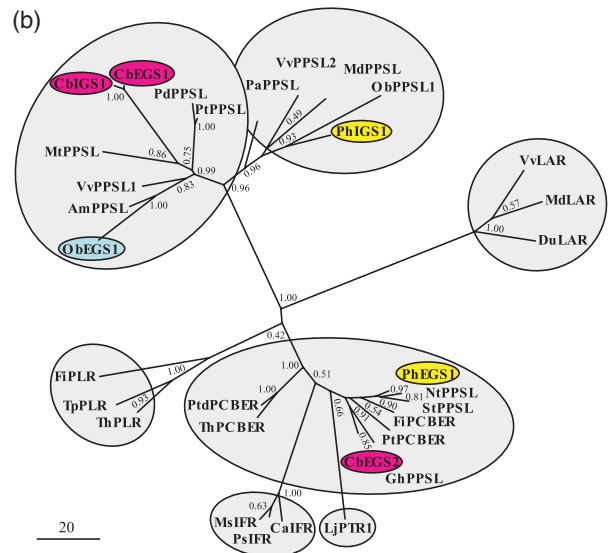 (b)
CbIGS1
CbEGS1
1.00
PdPPSL
PtPPSL
1.00
MtPPSL
0.86
0.75
0.99
VvPPSL1
0.83
AmPPSL
1.00
ObEGS1
0.96
PaPPSL
VvPPSL2
MdPPSL
ObPPSL1
0.49
0.93
PhIGS1
0.96
VvLAR
0.57
MdLAR
1.00
DuLAR
1.00
0.42
FiPLR
1.00
TpPLR
0.93
ThPLR
1.00
0.51
PtdPCBER
1.00
ThPCBER
PhEGS1
0.97
NtPPSL
0.81
StPPSL
0.90
0.54
FiPCBER
0.91
PtPCBER
0.66
0.85
CbEGS2
GhPPSL
MsIFR
0.63
PsIFR
1.00
CaIFR
LjPTR1
20